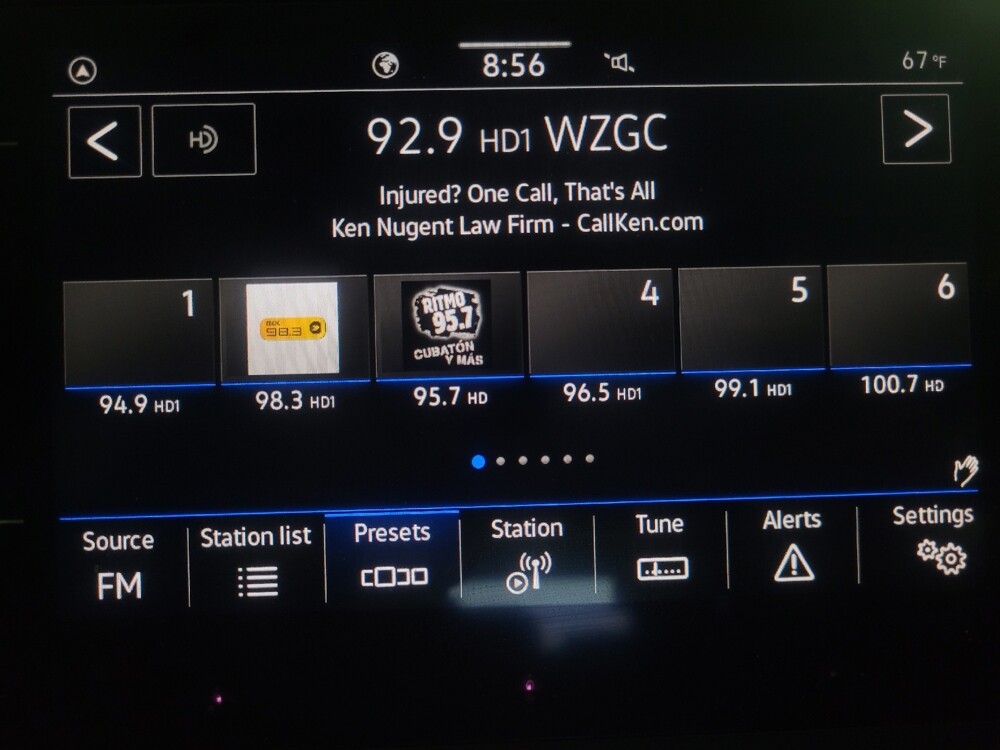 8:56
67 °F
HD
92.9 HD1 WZGC
Injured? One Call, That's All
Ken Nugent Law Firm - CallKen.com
1
98.3
RITMO
95.7
CUBATÓN
Y MÁS
4
5
6
94.9 HD1
98.3 HD1
95.7 HD
96.5 HD1
99.1 HD1
100.7 HD
Source
Station list
Presets
Station
Tune
Alerts
Settings
FM